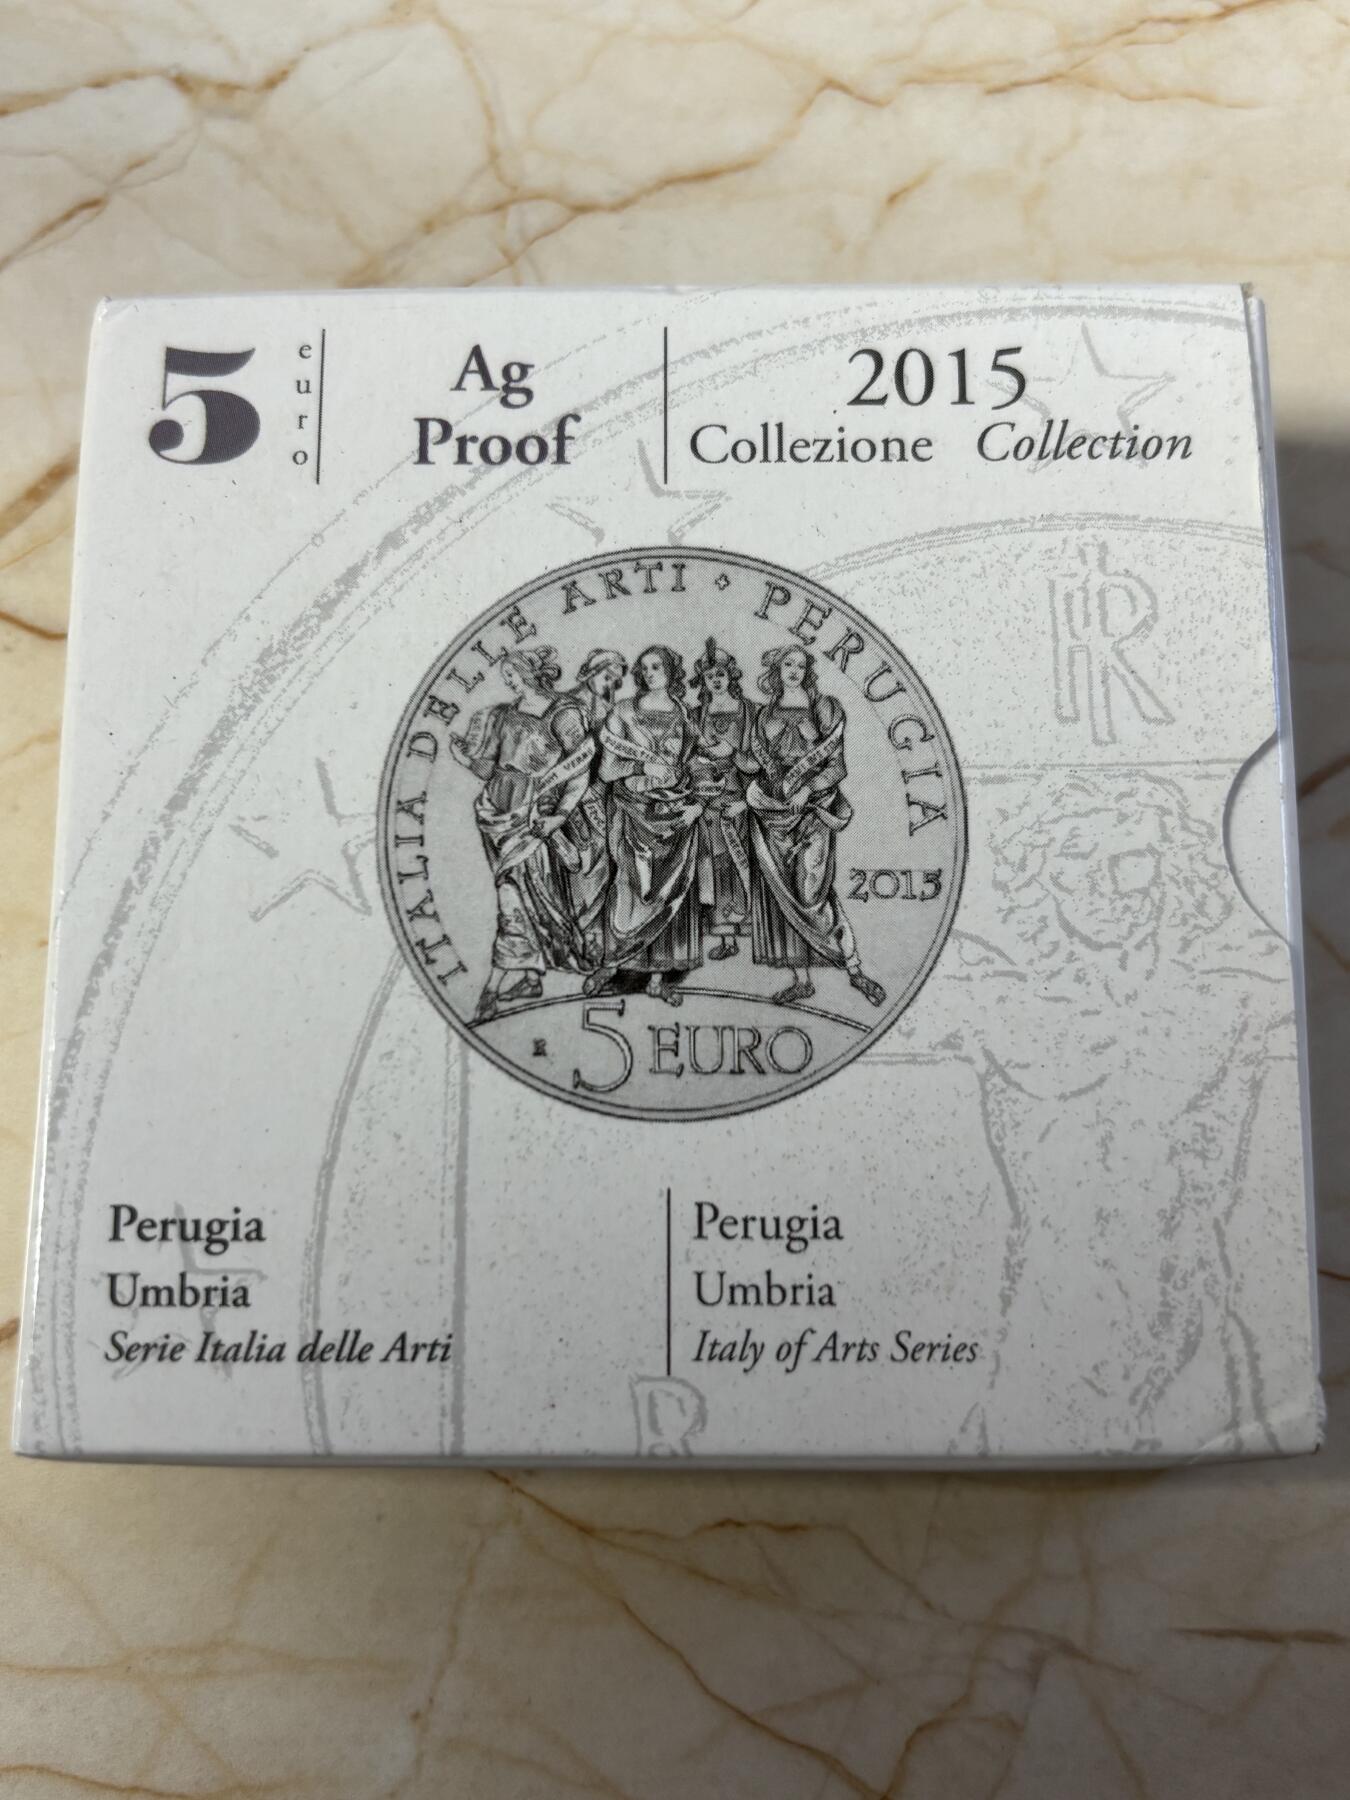 5 euro
Ag
Proof
2015
Collezione Collection
ITALIA DELLE ARTI · PERUGIA
2015
R
5 EURO
Perugia
Umbria
Serie Italia delle Arti
Perugia
Umbria
Italy of Arts Series